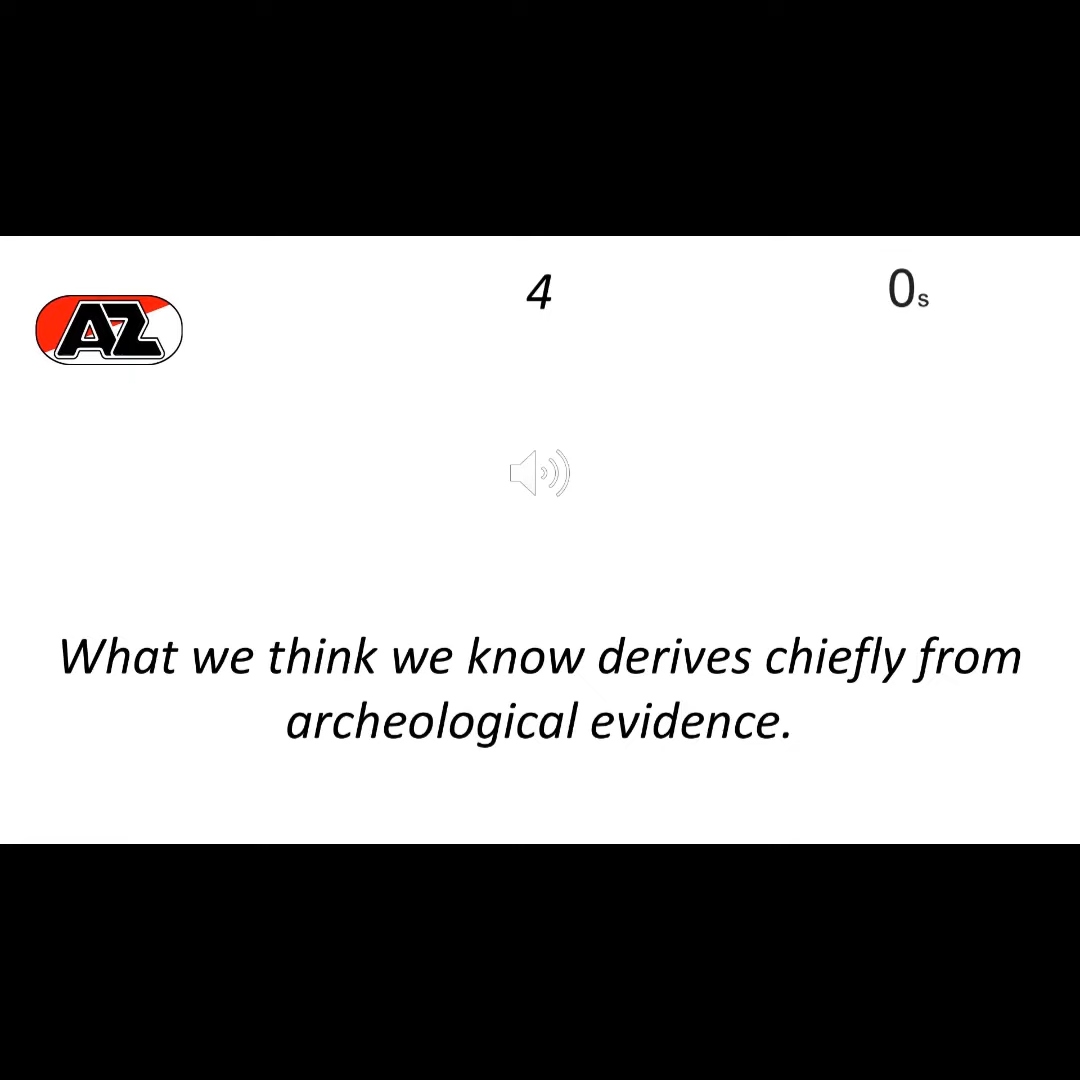 AZ
4
0s
What we think we know derives chiefly from
archeological evidence.